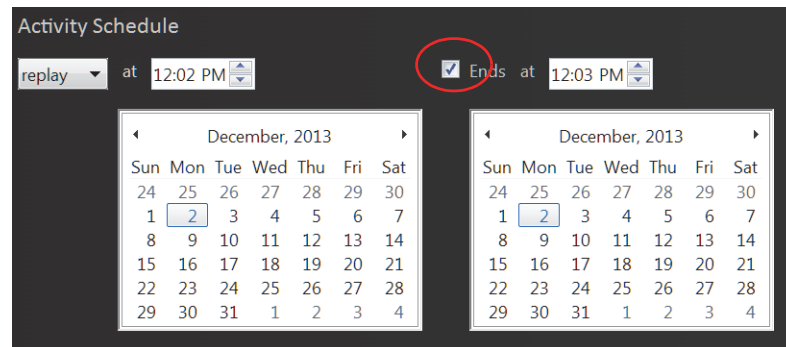 Activity Schedule
replay at 12:02 PM Ends at 12:03 PM
December, 2013 December, 2013
Sun Mon Tue Wed Thu Fri Sat Sun Mon Tue Wed Thu Fri Sat
24 25 26 27 28 29 30 24 25 26 27 28 29 30
1 2 3 4 5 6 7 1 2 3 4 5 6 7
8 9 10 11 12 13 14 8 9 10 11 12 13 14
15 16 17 18 19 20 21 15 16 17 18 19 20 21
22 23 24 25 26 27 28 22 23 24 25 26 27 28
29 30 31 1 2 3 4 29 30 31 1 2 3 4